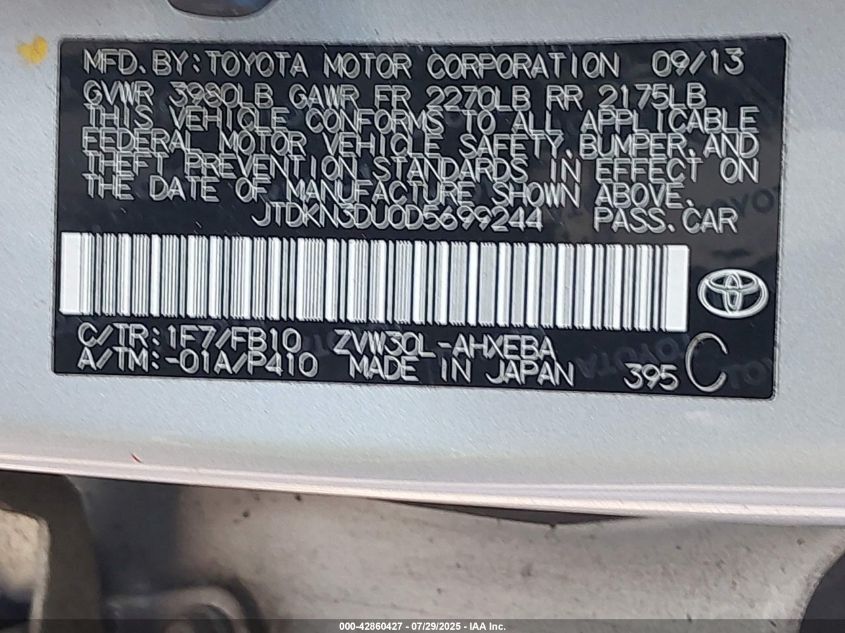 MFD. BY: TOYOTA MOTOR CORPORATION 09/13
GVWR 3980LB GAWR FR 2270LB RR 2175LB
THIS VEHICLE CONFORMS TO ALL APPLICABLE
FEDERAL MOTOR VEHICLE SAFETY, BUMPER, AND
THEFT PREVENTION STANDARDS IN EFFECT ON
THE DATE OF MANUFACTURE SHOWN ABOVE.
JTDKN3DU0D5699244 PASS. CAR
C/TR: 1F7/FB10 ZVW30L-AHXEBA
A/TM: -01A/P410 MADE IN JAPAN 395 C
000-42860427 - 07/29/2025 - IAA Inc.